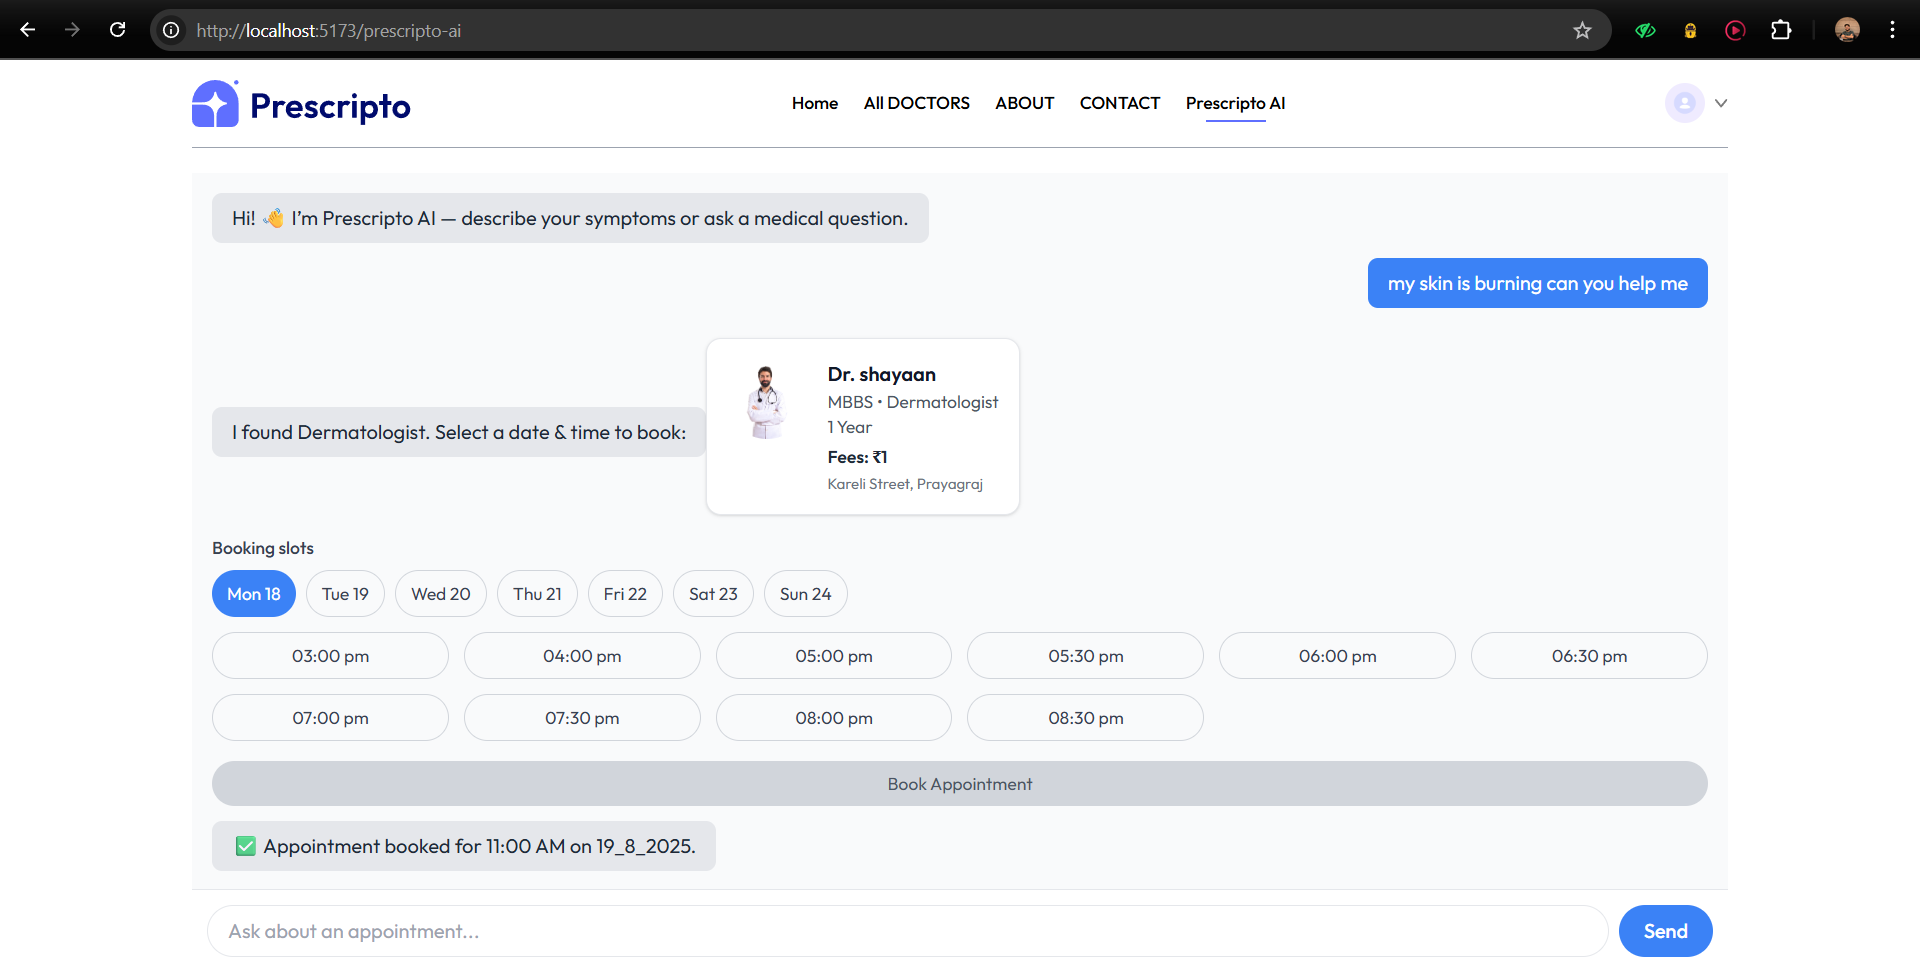 http://localhost:5173/prescripto-ai
Prescripto
Home All DOCTORS ABOUT CONTACT Prescripto AI
Hi! 👋 I’m Prescripto AI — describe your symptoms or ask a medical question.
my skin is burning can you help me
I found Dermatologist. Select a date & time to book:
Dr. shayaan
MBBS • Dermatologist
1 Year
Fees: ₹1
Kareli Street, Prayagraj
Booking slots
Mon 18 Tue 19 Wed 20 Thu 21 Fri 22 Sat 23 Sun 24
03:00 pm 04:00 pm 05:00 pm 05:30 pm 06:00 pm 06:30 pm
07:00 pm 07:30 pm 08:00 pm 08:30 pm
Book Appointment
✅ Appointment booked for 11:00 AM on 19_8_2025.
Ask about an appointment...
Send